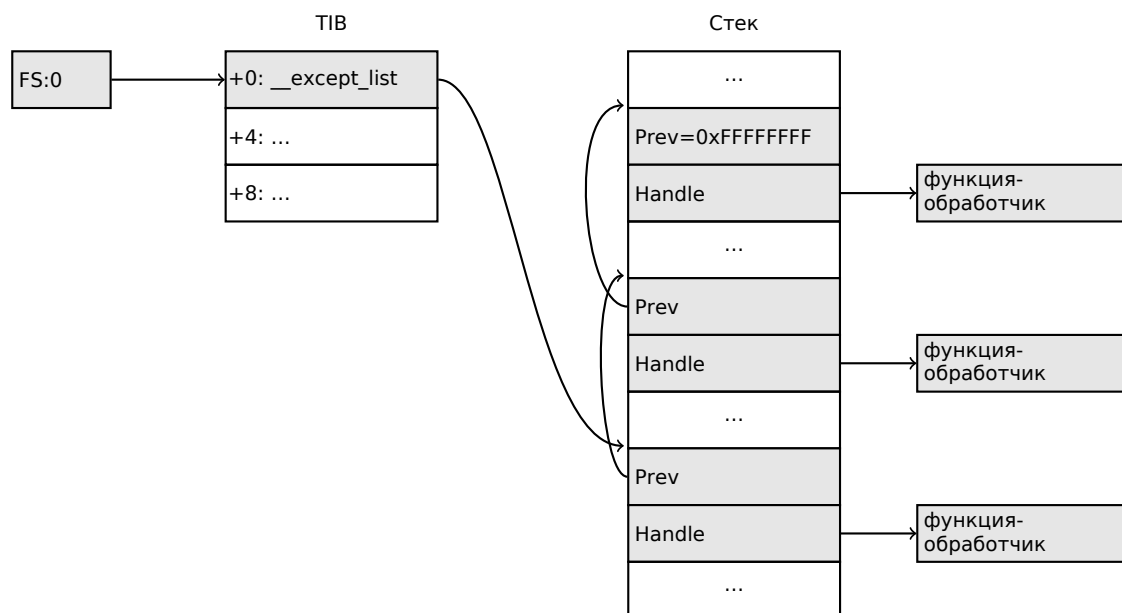 TIB
Стек
FS:0
+0: __except_list
+4: ...
+8: ...
...
Prev=0xFFFFFFFF
Handle
функция-
обработчик
...
Prev
Handle
функция-
обработчик
...
Prev
Handle
функция-
обработчик
...